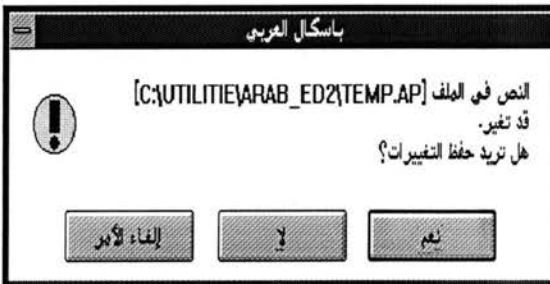 باسكال العربي
النص في الملف [C:\UTILITIE\ARAB_ED2\TEMP.AP]
قد تغير.
هل تريد حفظ التغييرات؟
نعم
لا
إلغاء الأمر